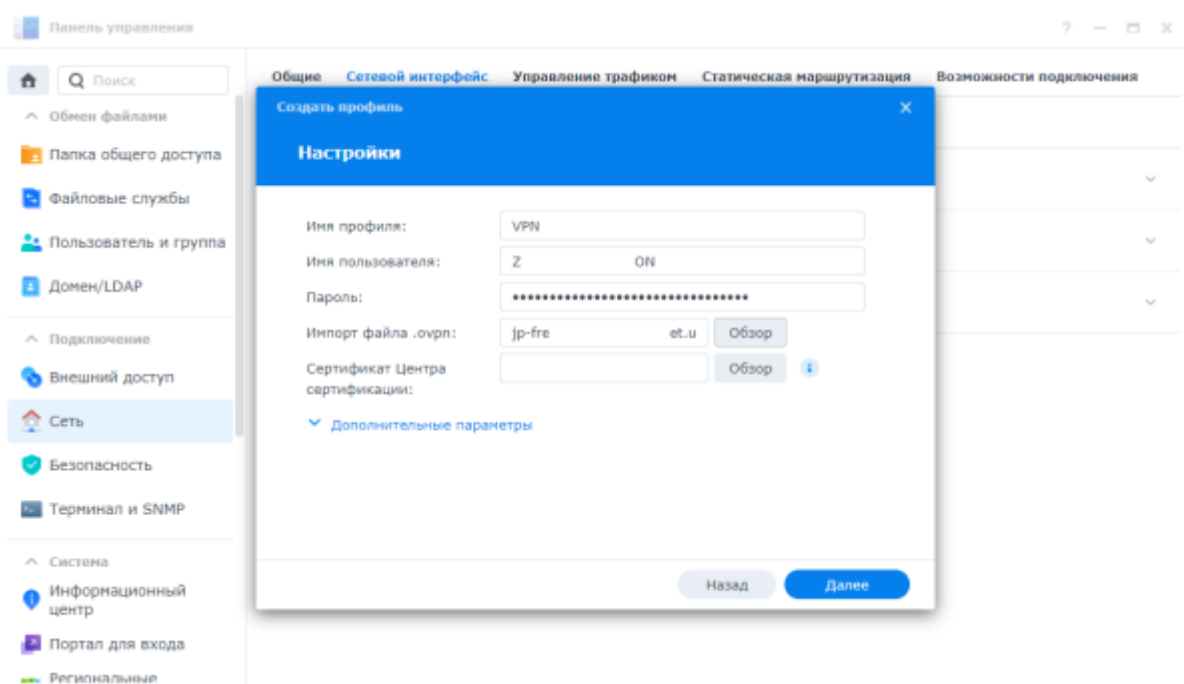 Панель управления
?
Поиск
Общие Сетевой интерфейс Управление трафиком Статическая маршрутизация Возможности подключения
Обмен файлами
Папка общего доступа
Файловые службы
Пользователь и группа
Домен/LDAP
Подключение
Внешний доступ
Сеть
Безопасность
Терминал и SNMP
Система
Информационный
центр
Портал для входа
Региональные
Создать профиль
Настройки
Имя профиля: VPN
Имя пользователя: Z ON
Пароль: ••••••••••••••••••••••••••••••••
Импорт файла .ovpn: jp-fre et.u Обзор
Сертификат Центра Обзор
сертификации:
Дополнительные параметры
Назад Далее